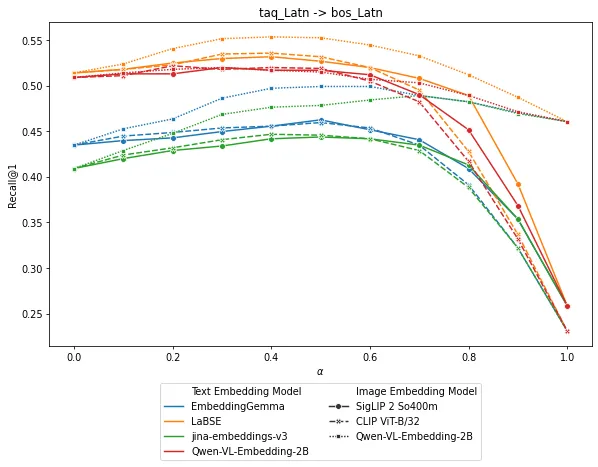 taq_Latn -> bos_Latn
Recall@1
0.55
0.50
0.45
0.40
0.35
0.30
0.25
0.0 0.2 0.4 0.6 0.8 1.0
α
Text Embedding Model
EmbeddingGemma
LaBSE
jina-embeddings-v3
Qwen-VL-Embedding-2B
Image Embedding Model
SigLIP 2 So400m
CLIP ViT-B/32
Qwen-VL-Embedding-2B